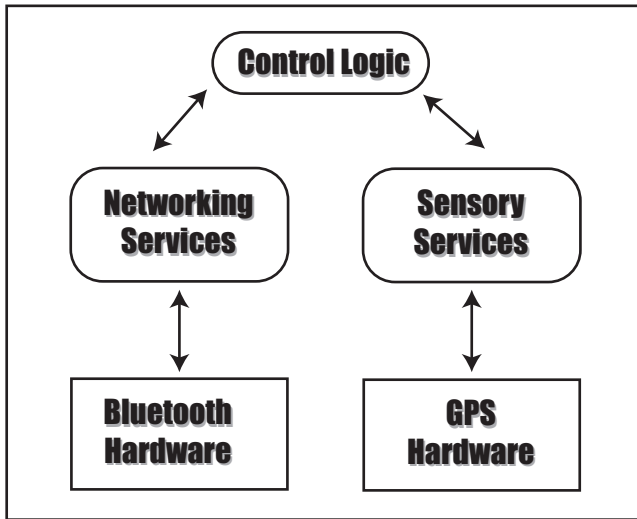 Control Logic
Networking
Services
Sensory
Services
Bluetooth
Hardware
GPS
Hardware